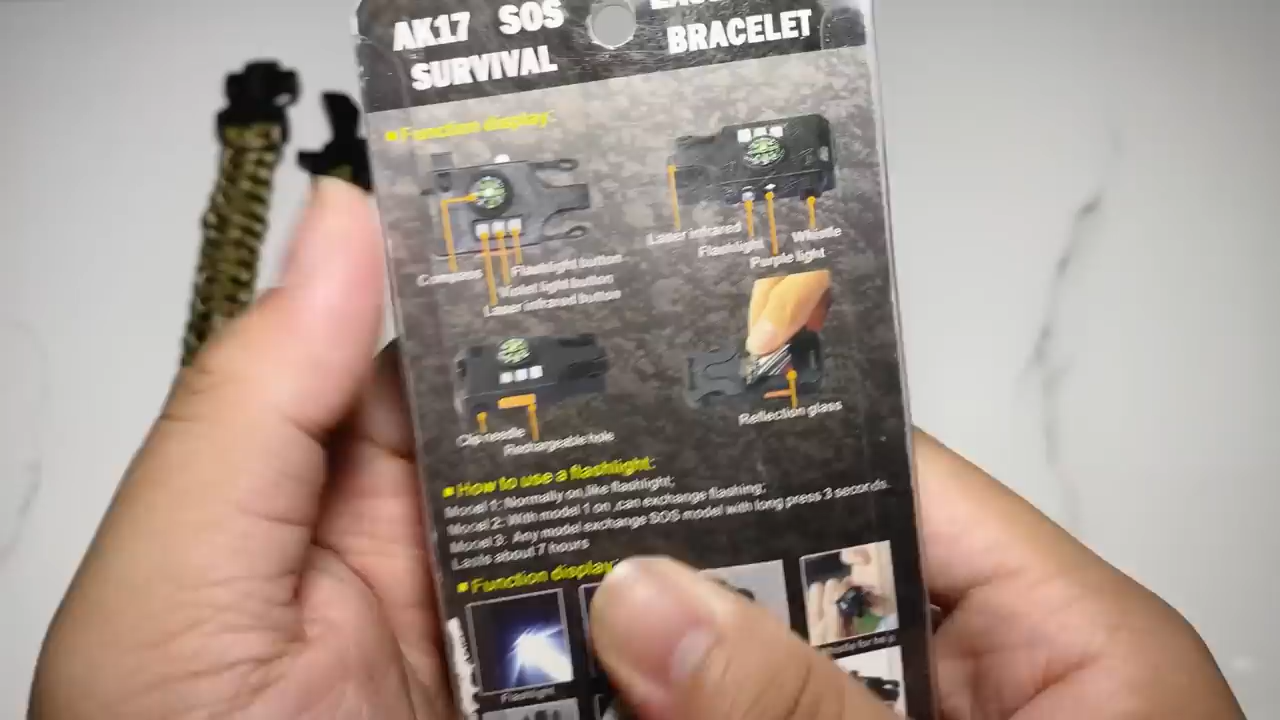 AK17 SOS
SURVIVAL
BRACELET
Function display:
Compass
Flashlight button
Violet light button
Laser infrared button
Laser infrared
Flashlight
Whistle
Purple light
Clip needle
Rechargeable hole
Reflection glass
How to use a flashlight:
Model 1: Normally on,like flashlight;
Model 2: With model 1 on ,can exchange flashing;
Model 3: Any model exchange SOS model with long press 3 seconds.
Lasts about 7 hours
Function display
Flashlight
for help